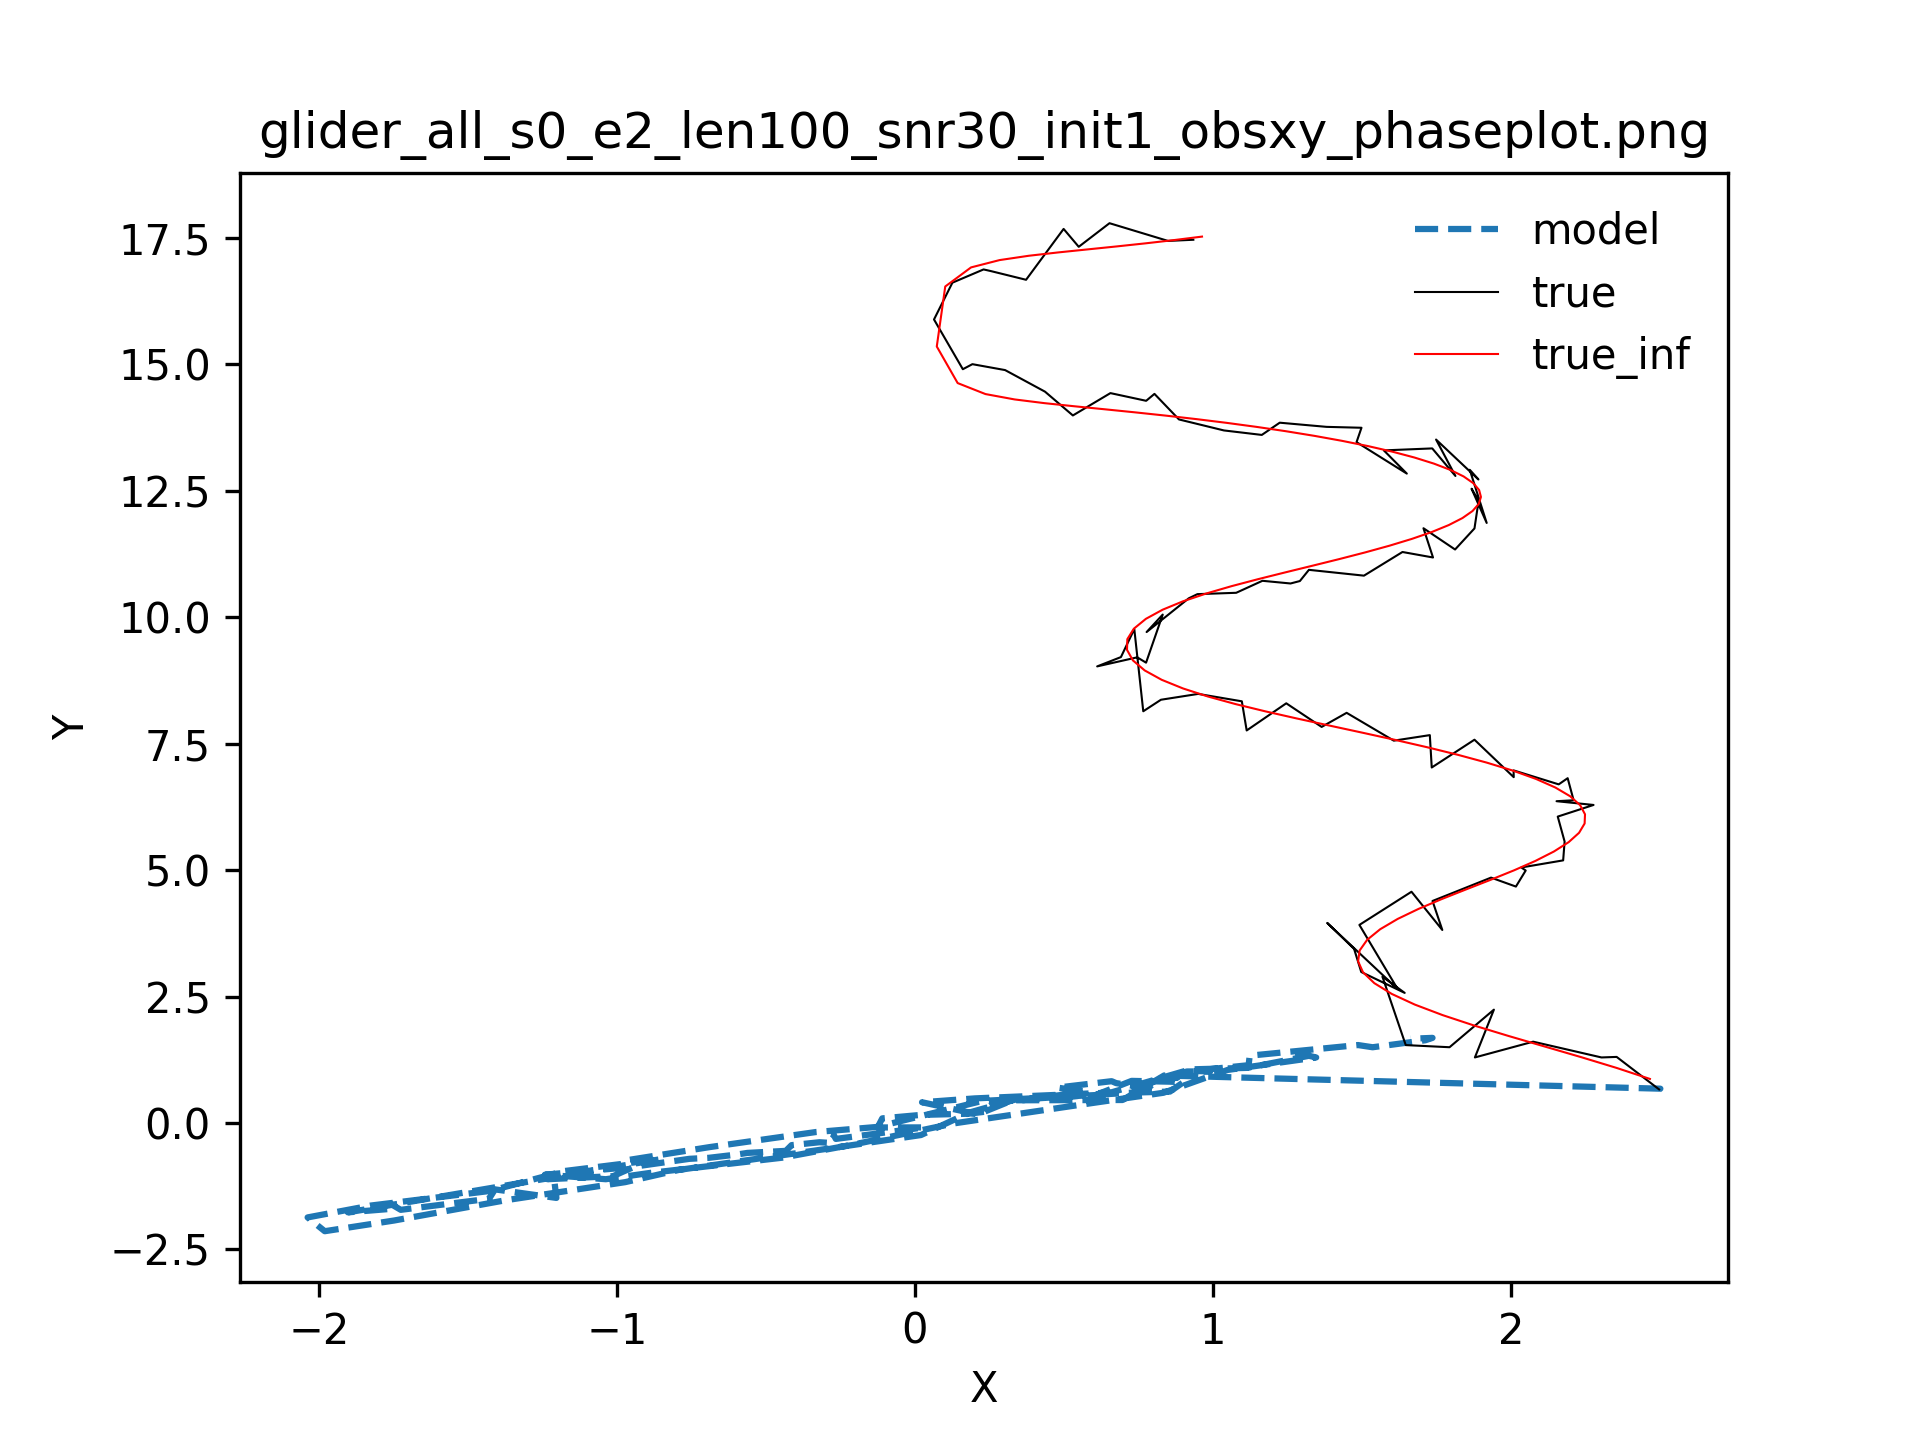 glider_all_s0_e2_len100_snr30_init1_obsxy_phaseplot.png
model
true
true_inf
17.5
15.0
12.5
10.0
7.5
5.0
2.5
0.0
−2.5
Y
−2 −1 0 1 2
X